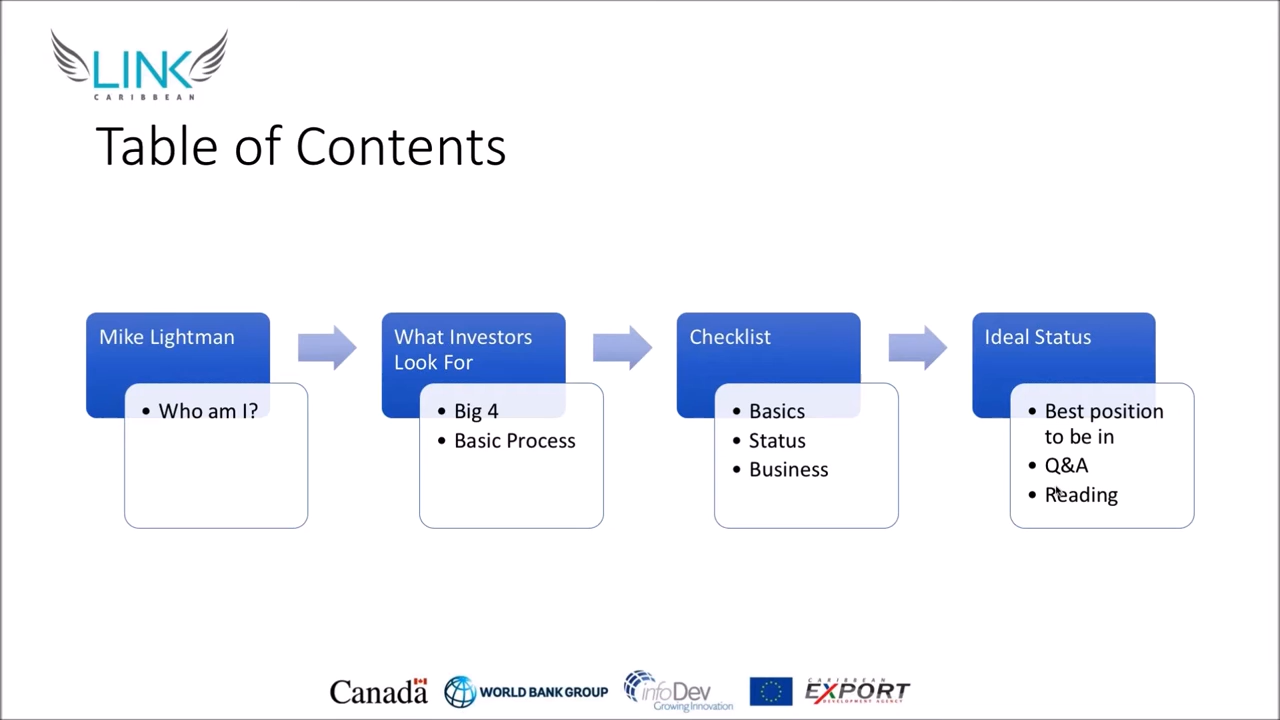 LINK
CARIBBEAN
Table of Contents
Mike Lightman
• Who am I?
What Investors
Look For
• Big 4
• Basic Process
Checklist
• Basics
• Status
• Business
Ideal Status
• Best position
to be in
• Q&A
• Reading
Canada
WORLD BANK GROUP
infoDev
Growing Innovation
CARIBBEAN
EXPORT
DEVELOPMENT AGENCY